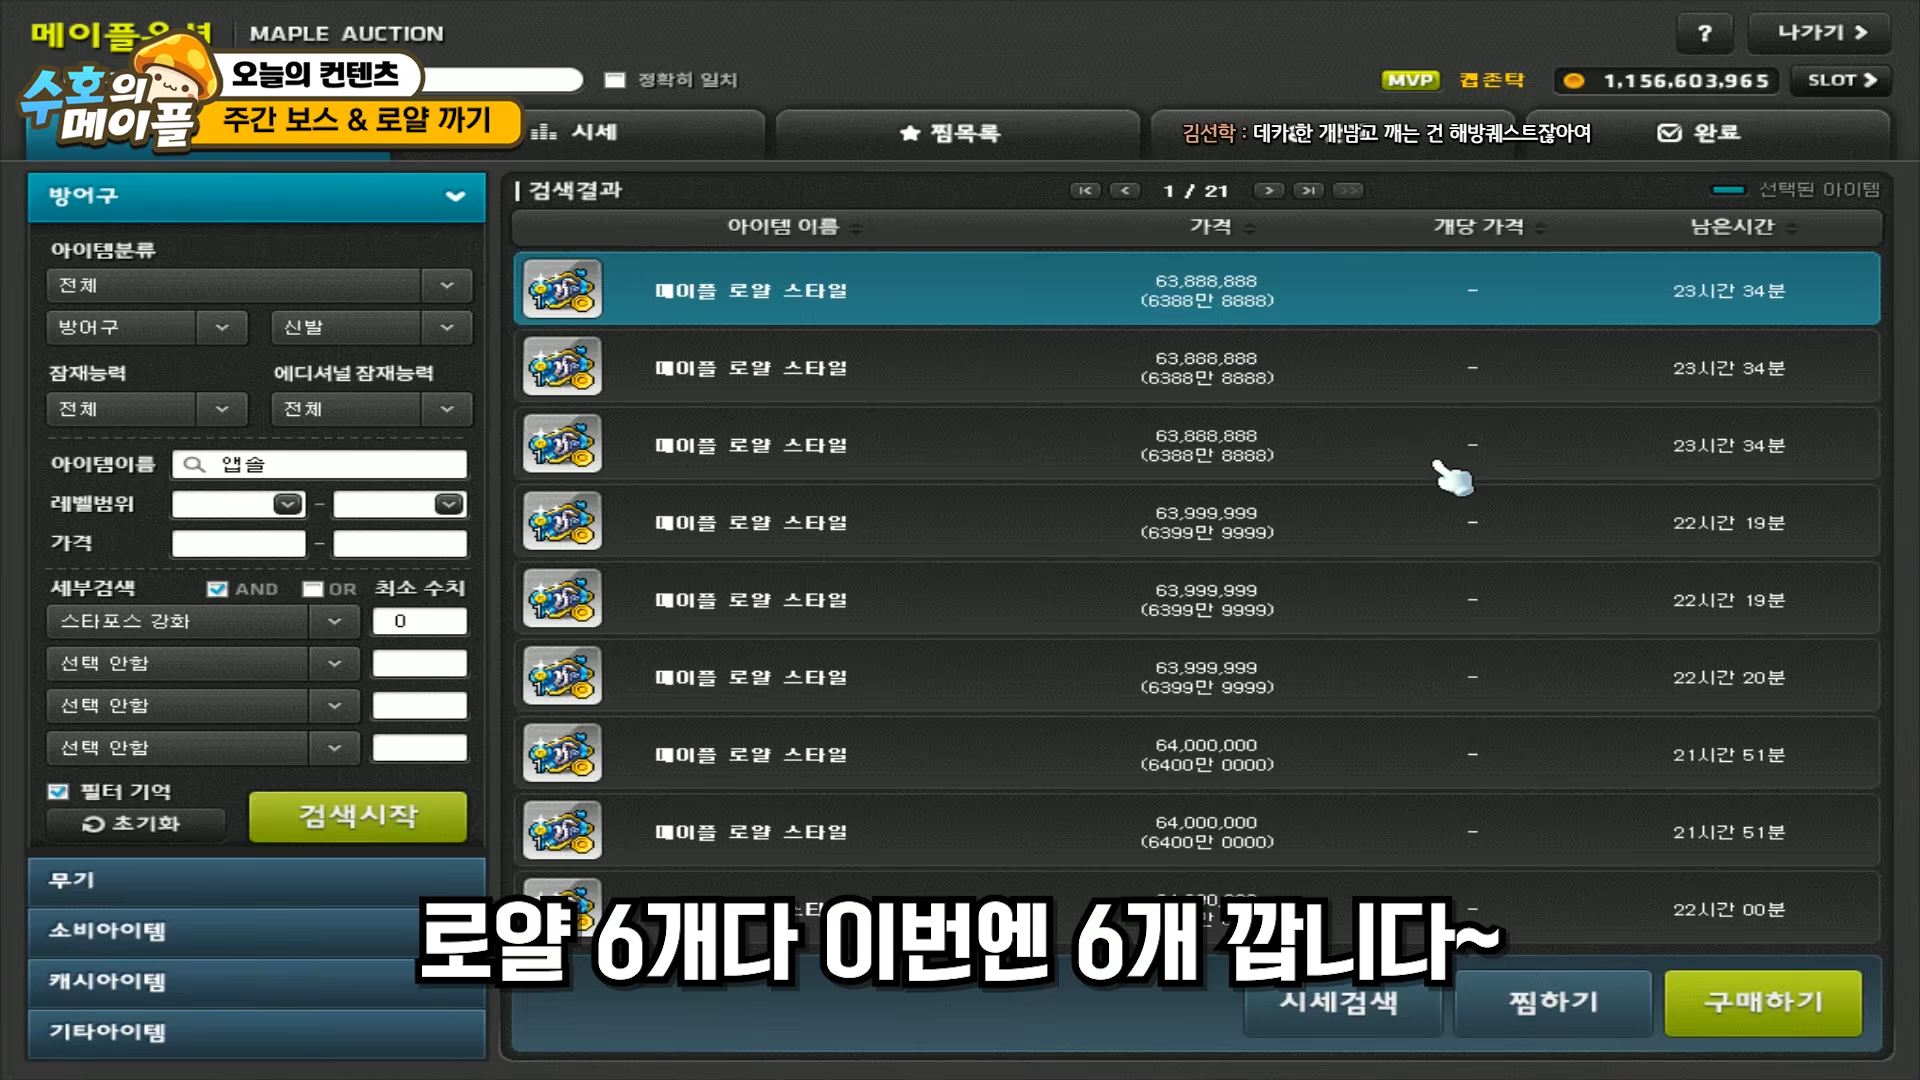 메이플옥션
MAPLE AUCTION
?
나가기
수호의 메이플
오늘의 컨텐츠
주간 보스 & 로얄 까기
정확히 일치
MVP
캡존탁
1,156,603,965
SLOT
시세
찜목록
김선학 : 데카 한 개 남고 깨는 건 해방퀘스트잖아여
완료
방어구
검색결과
1 / 21
선택된 아이템
아이템 이름
가격
개당 가격
남은시간
아이템분류
전체
방어구
신발
잠재능력
에디셔널 잠재능력
전체
전체
아이템이름
앱솔
레벨범위
-
가격
-
세부검색
AND
OR
최소 수치
스타포스 강화
0
선택 안함
선택 안함
선택 안함
필터 기억
초기화
검색시작
무기
소비아이템
캐시아이템
기타아이템
메이플 로얄 스타일
63,888,888
(6388만 8888)
-
23시간 34분
메이플 로얄 스타일
63,888,888
(6388만 8888)
-
23시간 34분
메이플 로얄 스타일
63,888,888
(6388만 8888)
-
23시간 34분
메이플 로얄 스타일
63,999,999
(6399만 9999)
-
22시간 19분
메이플 로얄 스타일
63,999,999
(6399만 9999)
-
22시간 19분
메이플 로얄 스타일
63,999,999
(6399만 9999)
-
22시간 20분
메이플 로얄 스타일
64,000,000
(6400만 0000)
-
21시간 51분
메이플 로얄 스타일
64,000,000
(6400만 0000)
-
21시간 51분
-
22시간 00분
로얄 6개다 이번엔 6개 깝니다~
시세검색
찜하기
구매하기